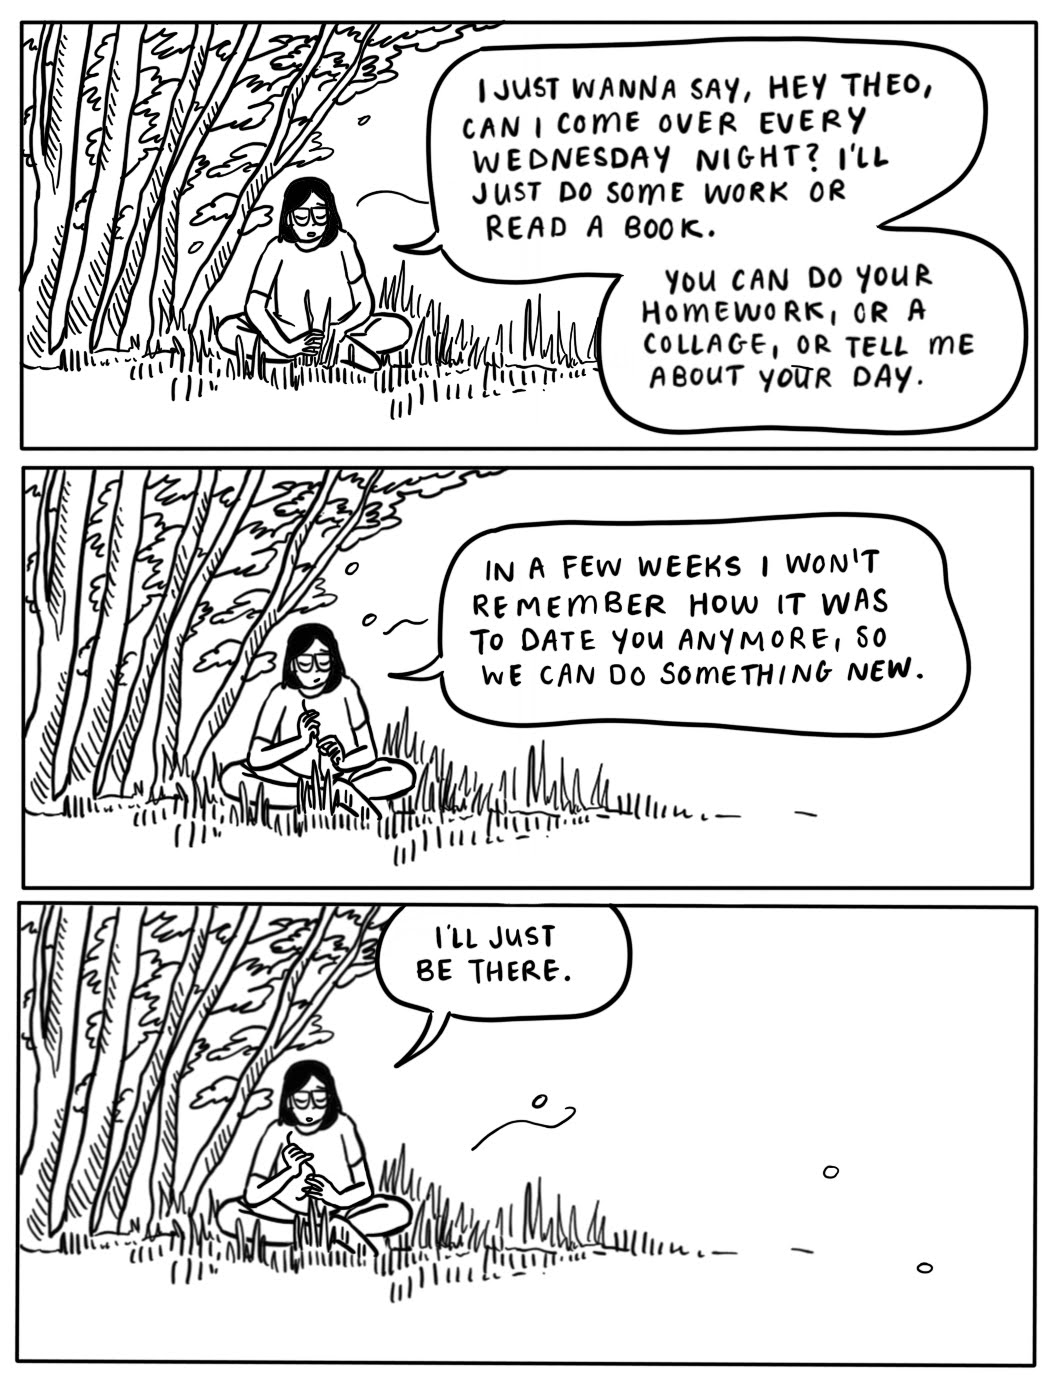 I JUST WANNA SAY, HEY THEO,
CAN I COME OVER EVERY
WEDNESDAY NIGHT? I'LL
JUST DO SOME WORK OR
READ A BOOK.
YOU CAN DO YOUR
HOMEWORK, OR A
COLLAGE, OR TELL ME
ABOUT YOUR DAY.
IN A FEW WEEKS I WON'T
REMEMBER HOW IT WAS
TO DATE YOU ANYMORE, SO
WE CAN DO SOMETHING NEW.
I'LL JUST
BE THERE.